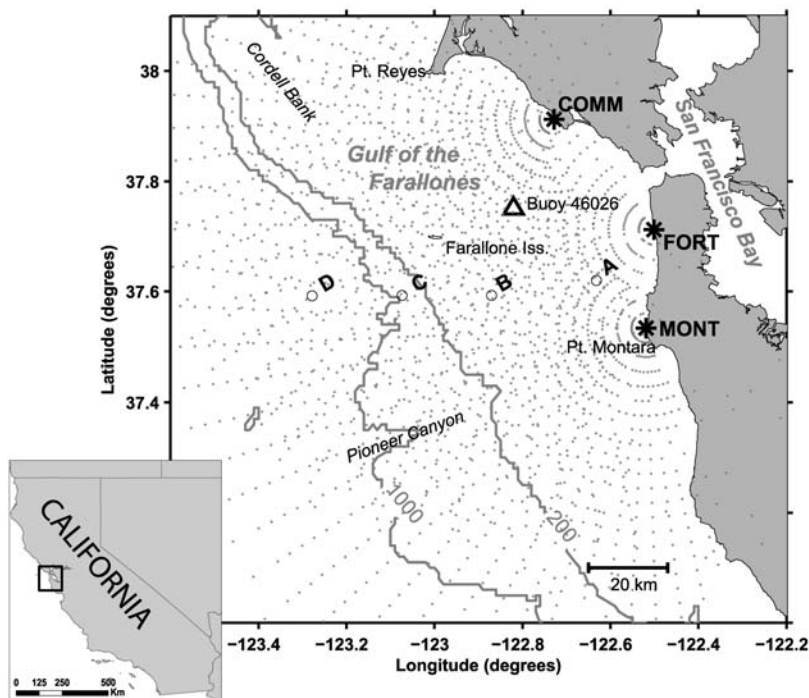 38
37.8
37.6
37.4
Latitude (degrees)
−123.4
−123.2
−123
−122.8
−122.6
−122.4
−122.2
Longitude (degrees)
Cordell Bank
Pt. Reyes
COMM
San Francisco Bay
Gulf of the
Farallones
Buoy 46026
FORT
Farallone Iss.
D
C
B
A
MONT
Pt. Montara
Pioneer Canyon
1000
200
20 km
CALIFORNIA
0 125 250 500
Km